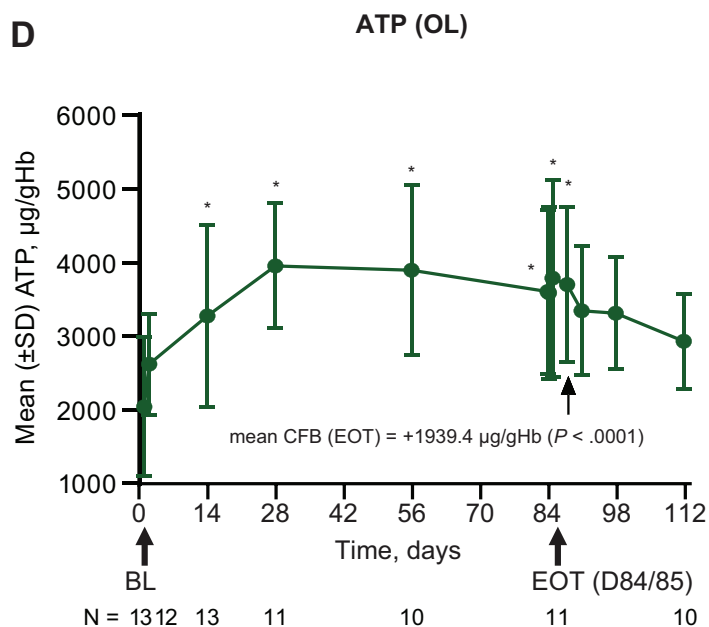 D
ATP (OL)
Mean (±SD) ATP, µg/gHb
6000
5000
4000
3000
2000
1000
* * * * * *
mean CFB (EOT) = +1939.4 µg/gHb (P < .0001)
0 14 28 42 56 70 84 98 112
Time, days
BL EOT (D84/85)
N = 13 12 13 11 10 11 10